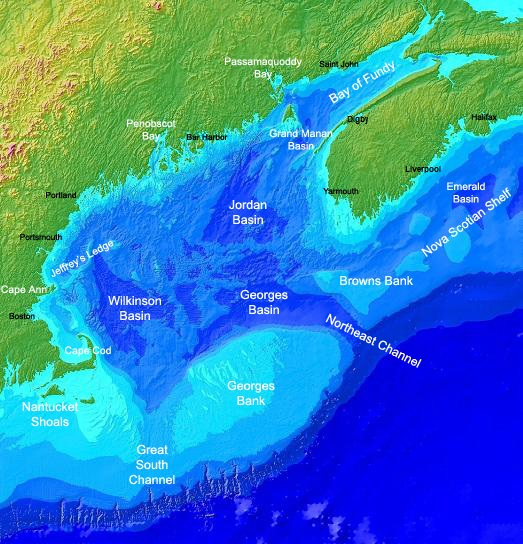 Passamaquoddy
Bay
Saint John
Bay of Fundy
Penobscot
Bay
Bar Harbor
Grand Manan
Basin
Digby
Halifax
Liverpool
Yarmouth
Emerald
Basin
Nova Scotian Shelf
Portland
Jordan
Basin
Portsmouth
Jeffrey's Ledge
Browns Bank
Cape Ann
Boston
Wilkinson
Basin
Georges
Basin
Northeast Channel
Cape Cod
Georges
Bank
Nantucket
Shoals
Great
South
Channel